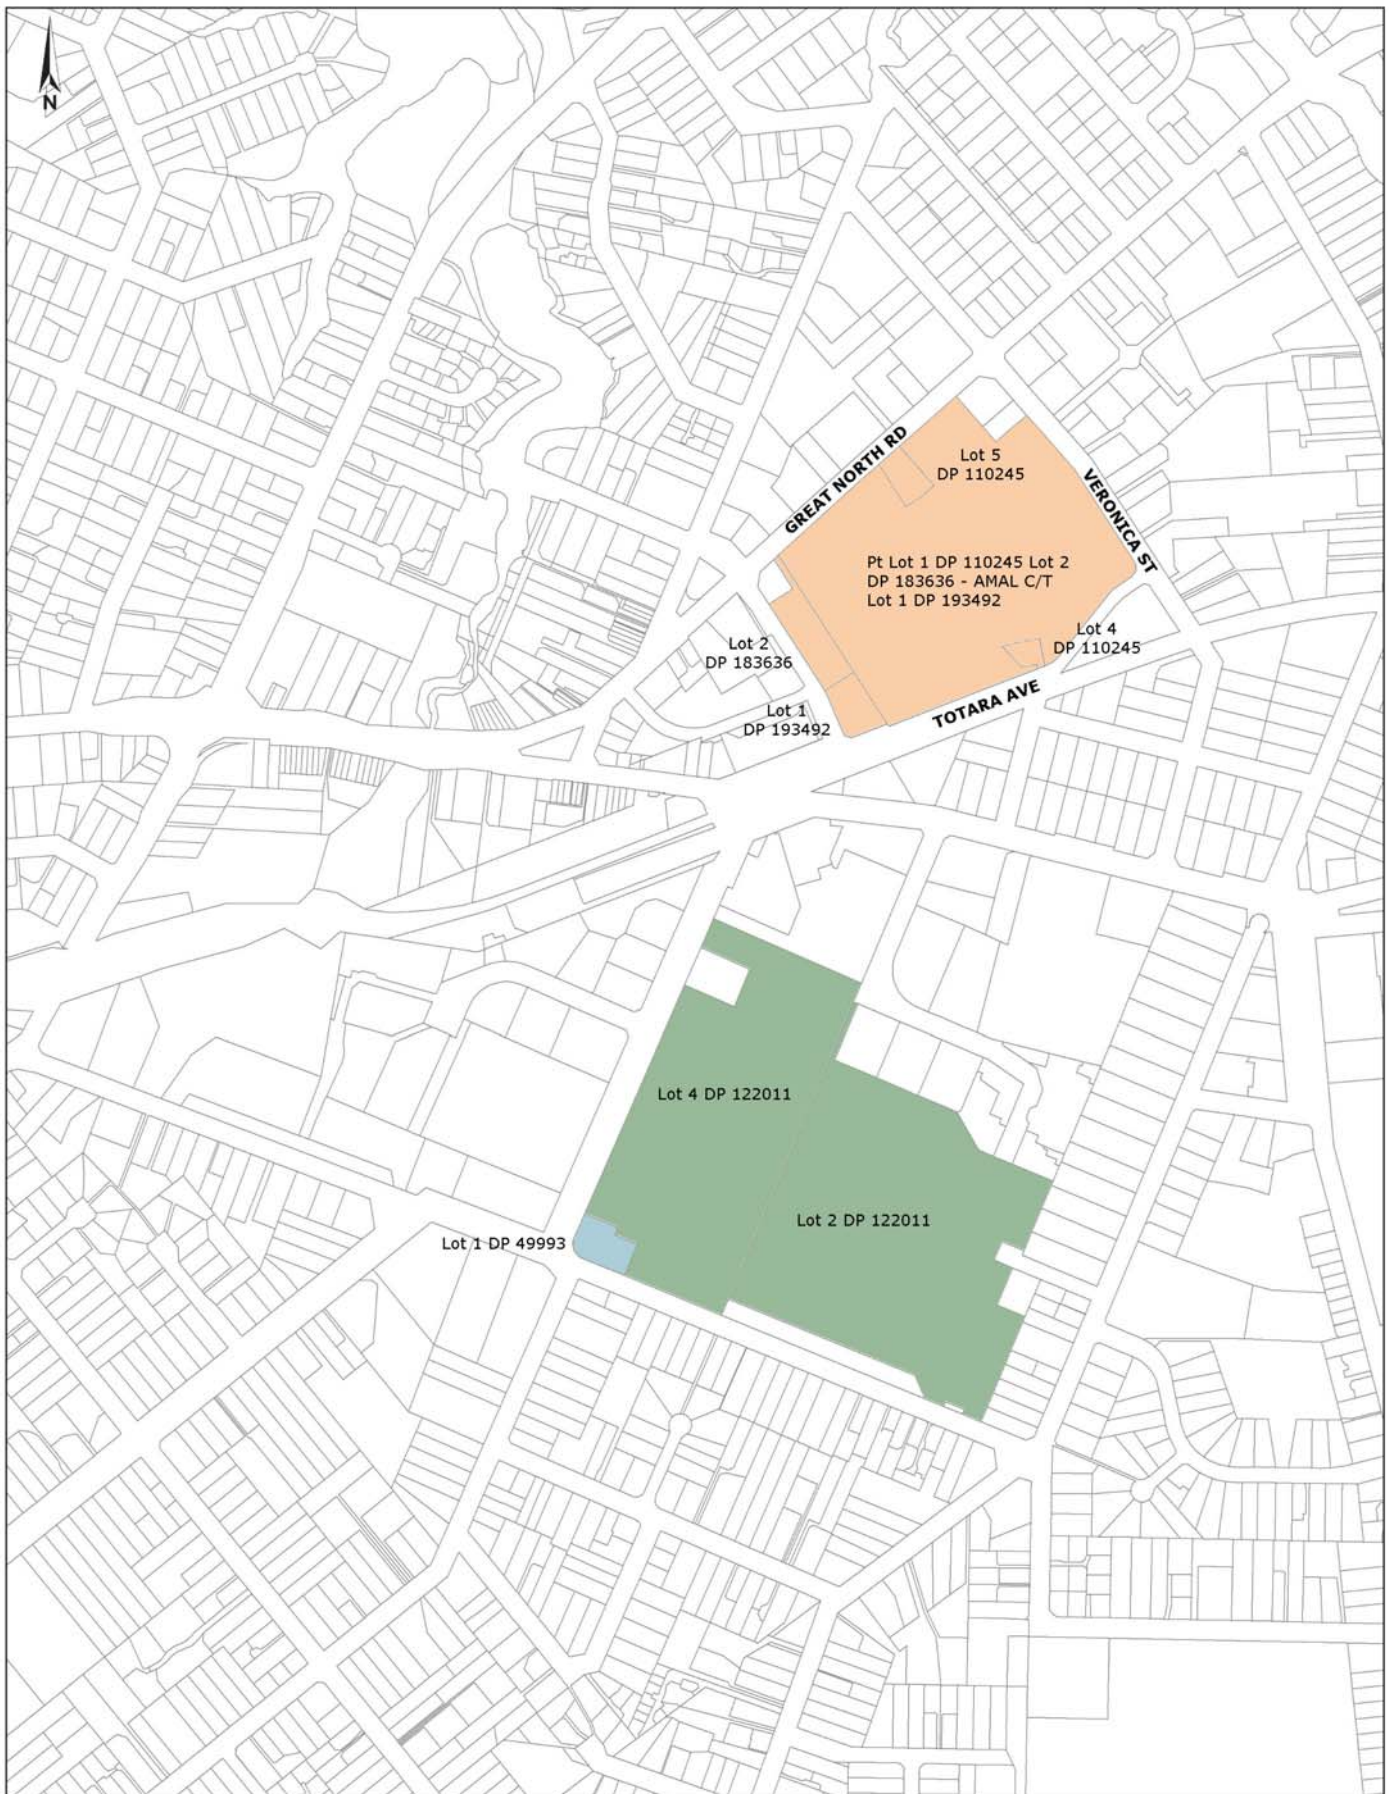 N
GREAT NORTH RD
Lot 5
DP 110245
VERONICA ST
Pt Lot 1 DP 110245 Lot 2
DP 183636 - AMAL C/T
Lot 1 DP 193492
Lot 4
DP 110245
Lot 2
DP 183636
TOTARA AVE
Lot 1
DP 193492
Lot 4 DP 122011
Lot 2 DP 122011
Lot 1 DP 49993